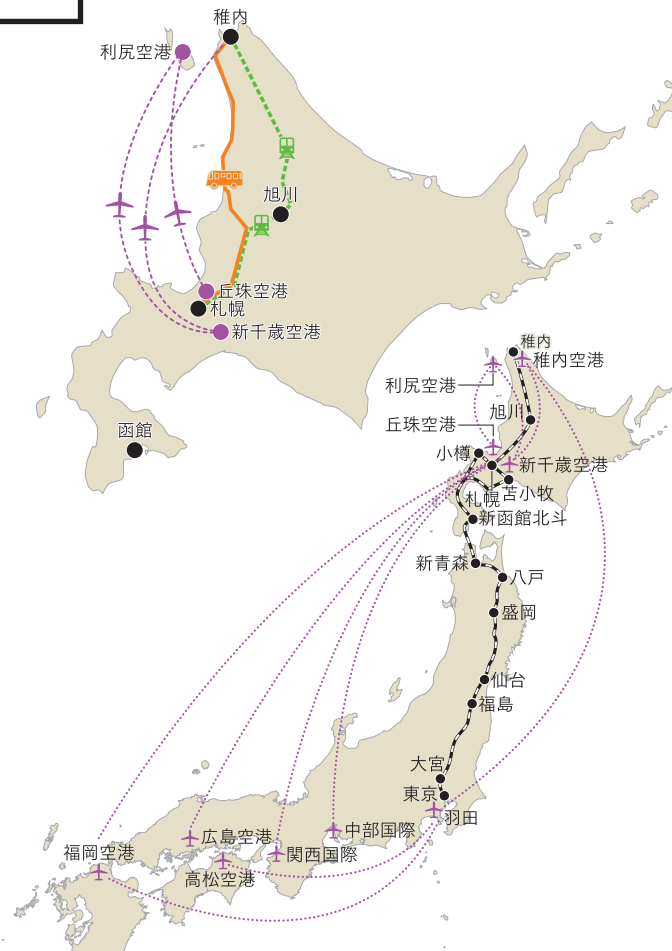 稚内
利尻空港
旭川
丘珠空港
札幌
新千歳空港
函館
稚内
稚内空港
利尻空港
旭川
丘珠空港
小樽
新千歳空港
札幌
苫小牧
新函館北斗
新青森
八戸
盛岡
仙台
福島
大宮
東京
羽田
中部国際
広島空港
関西国際
福岡空港
高松空港